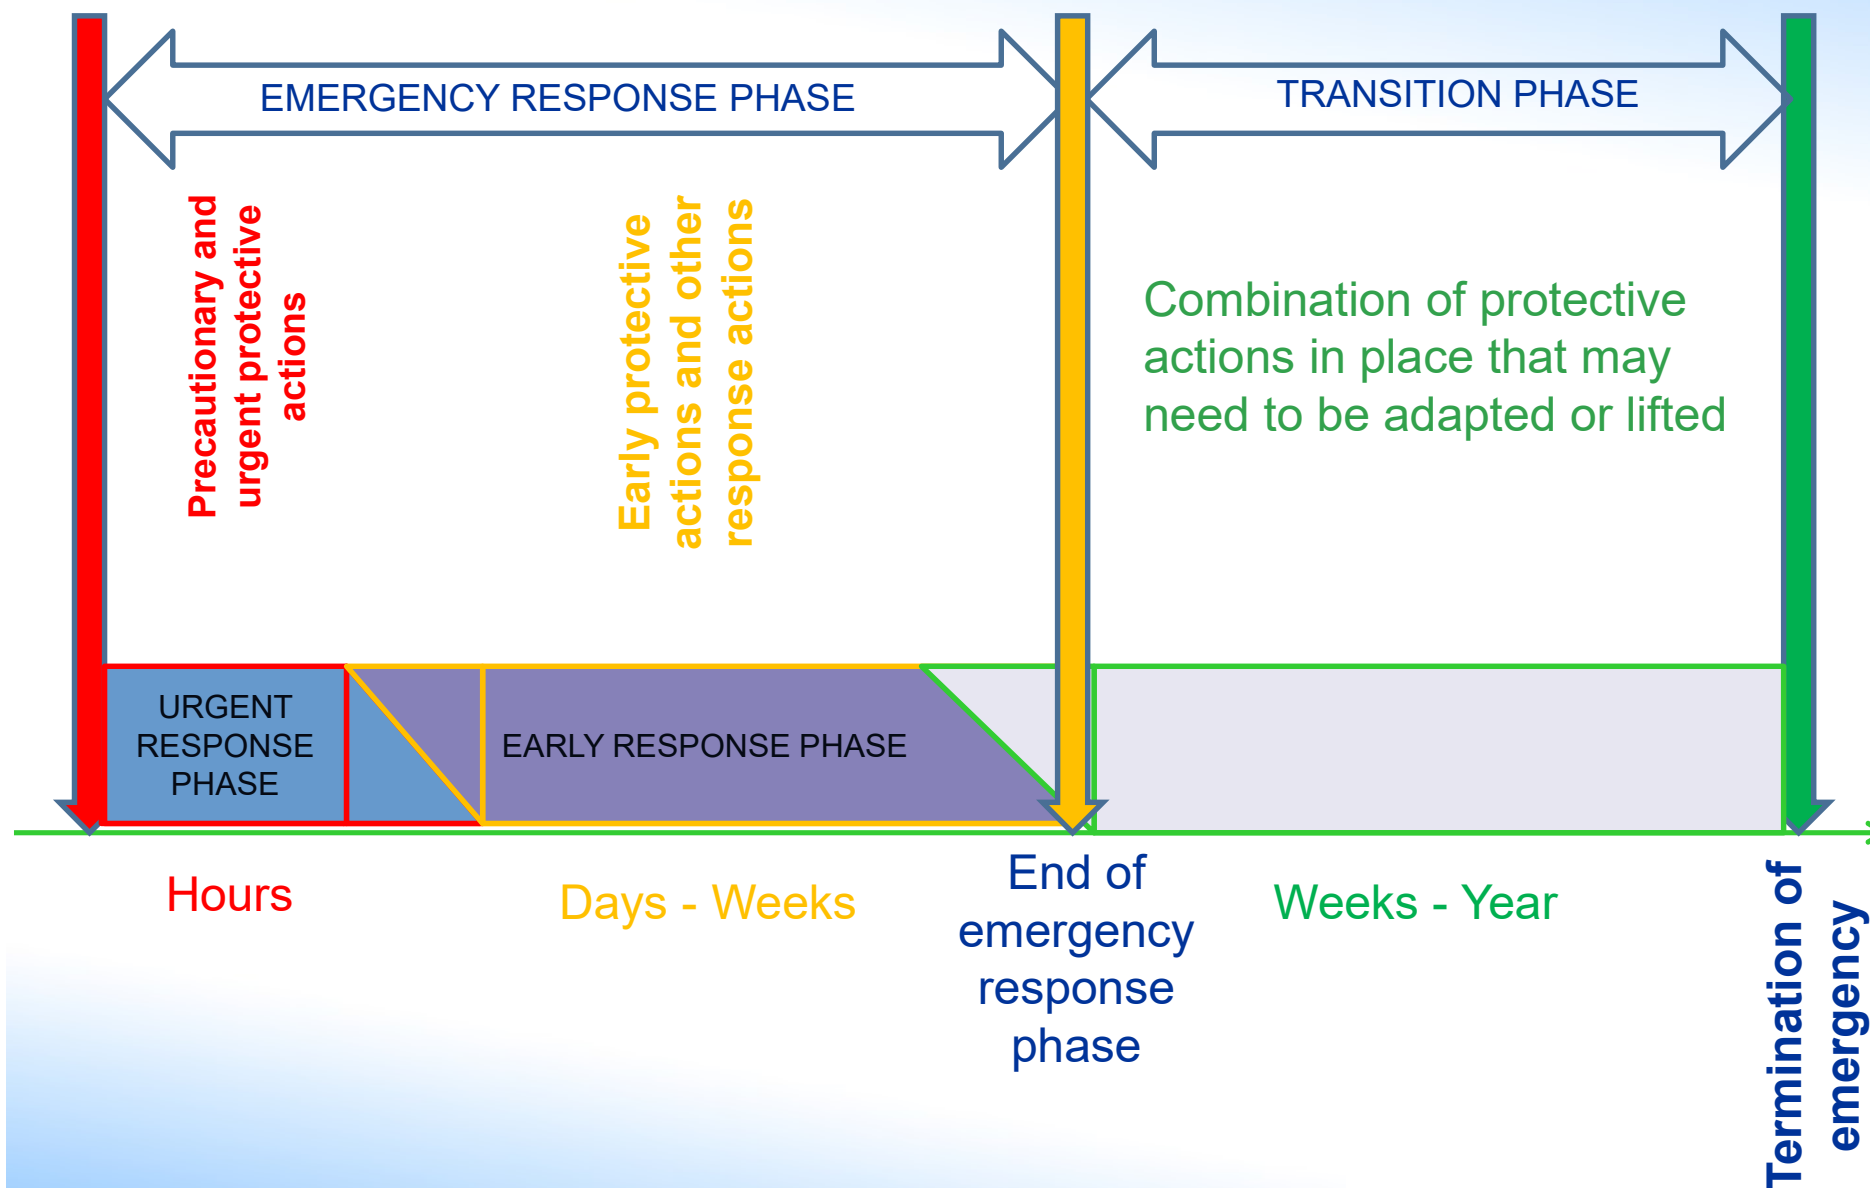 EMERGENCY RESPONSE PHASE
TRANSITION PHASE
Precautionary and
urgent protective
actions
Early protective
actions and other
response actions
Combination of protective
actions in place that may
need to be adapted or lifted
URGENT
RESPONSE
PHASE
EARLY RESPONSE PHASE
Hours
Days - Weeks
End of
emergency
response
phase
Weeks - Year
Termination of
emergency